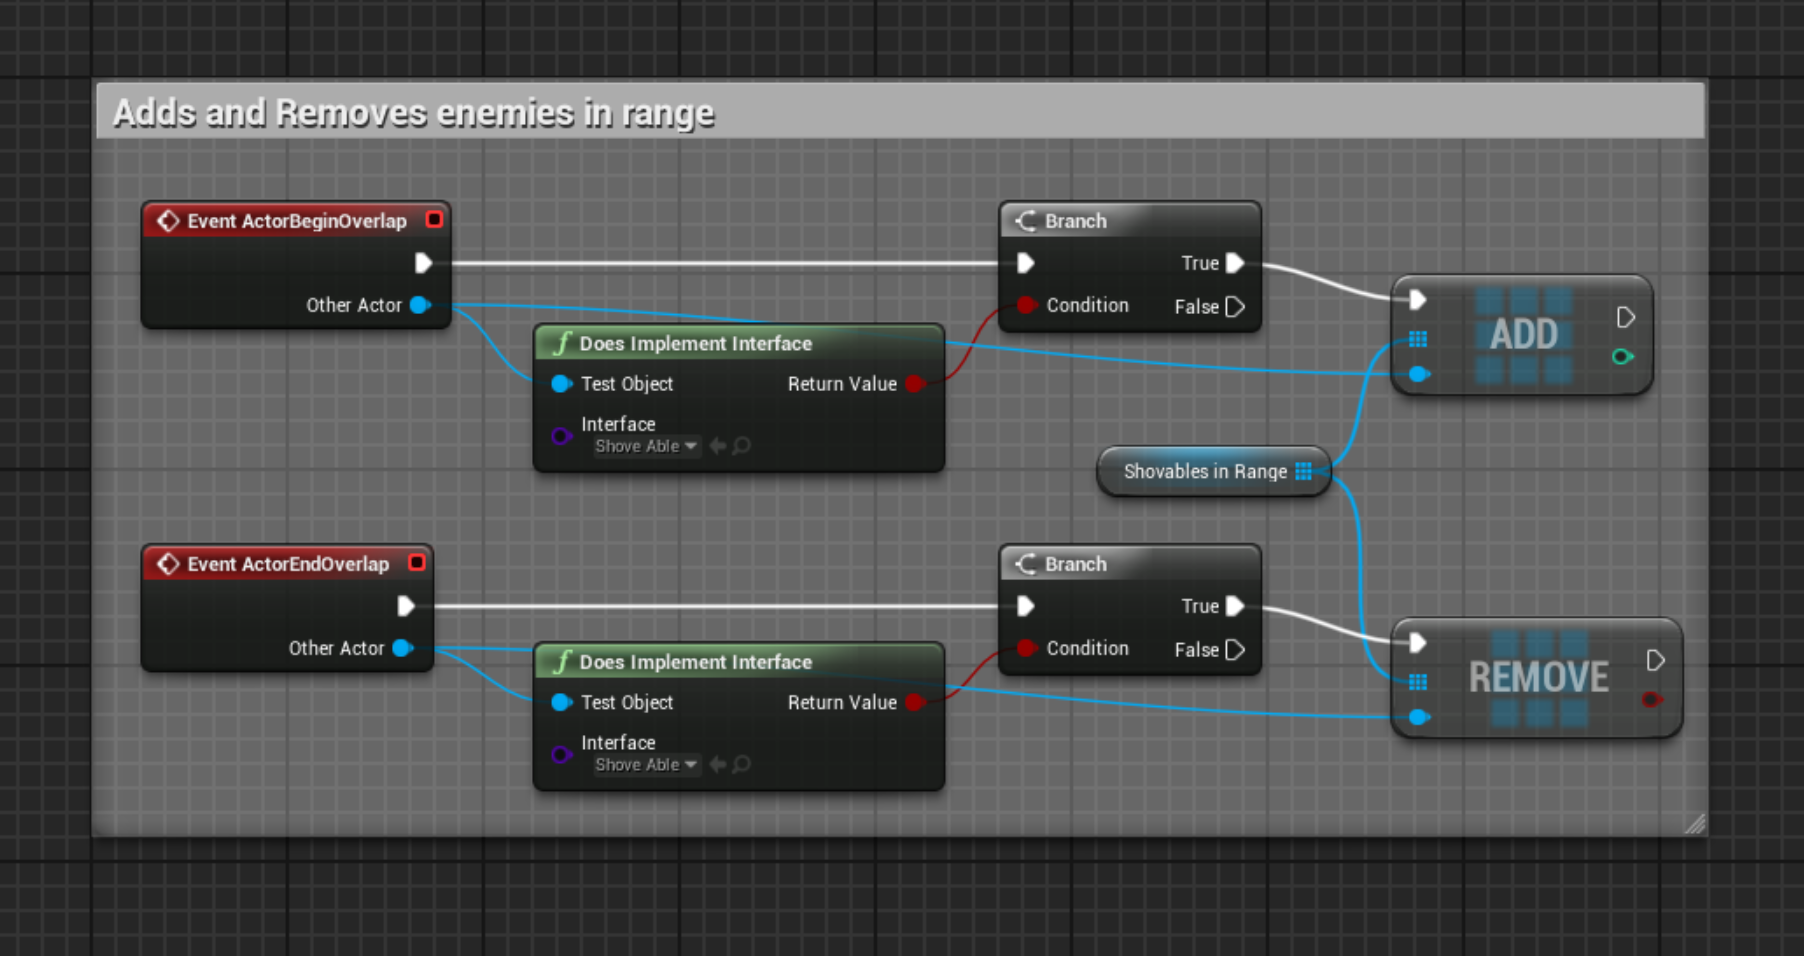 Adds and Removes enemies in range
Event ActorBeginOverlap
Other Actor
Does Implement Interface
Test Object
Return Value
Interface
Shove Able
Branch
True
Condition
False
ADD
Shovables in Range
Event ActorEndOverlap
Other Actor
Does Implement Interface
Test Object
Return Value
Interface
Shove Able
Branch
True
Condition
False
REMOVE